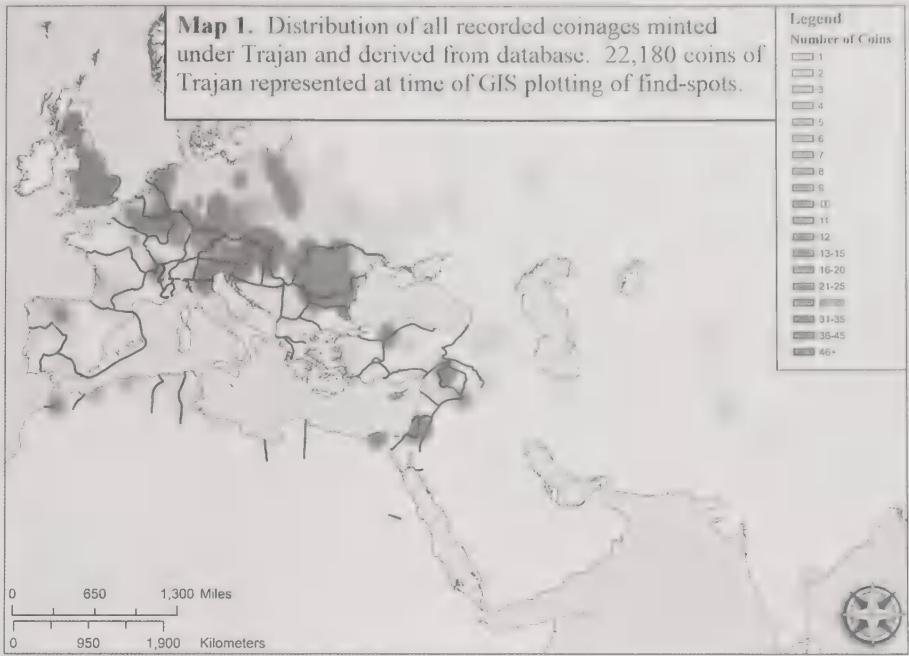 Map 1. Distribution of all recorded coinages minted
under Trajan and derived from database. 22,180 coins of
Trajan represented at time of GIS plotting of find-spots.
Legend
Number of Coins
1
2
3
4
5
6
7
8
9
11
12
13-15
16-20
21-25
31-35
36-45
46+
0 650 1,300 Miles
0 950 1,900 Kilometers